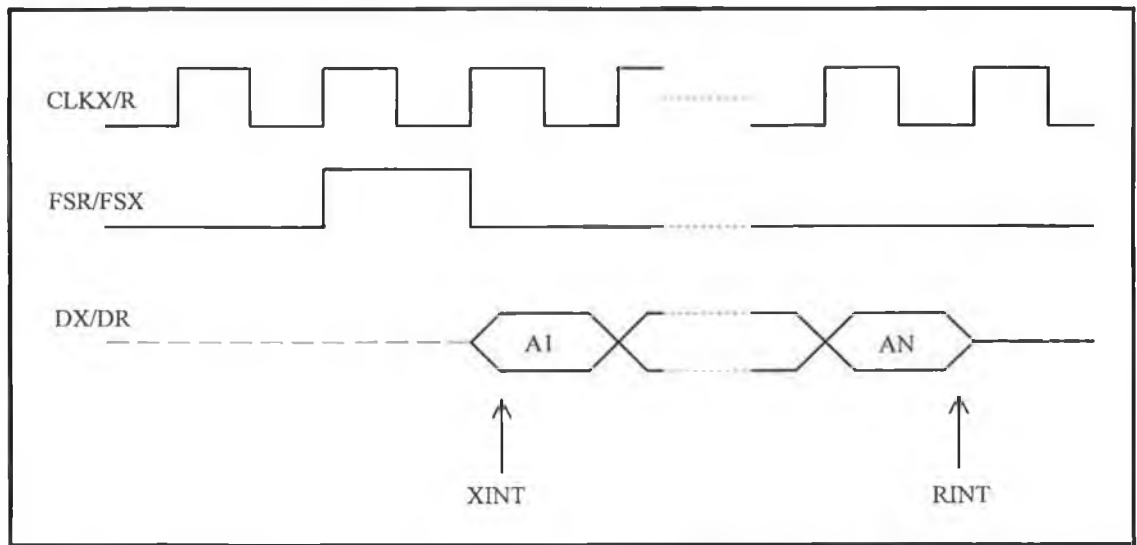 CLKX/R
FSR/FSX
DX/DR
A1
AN
XINT
RINT